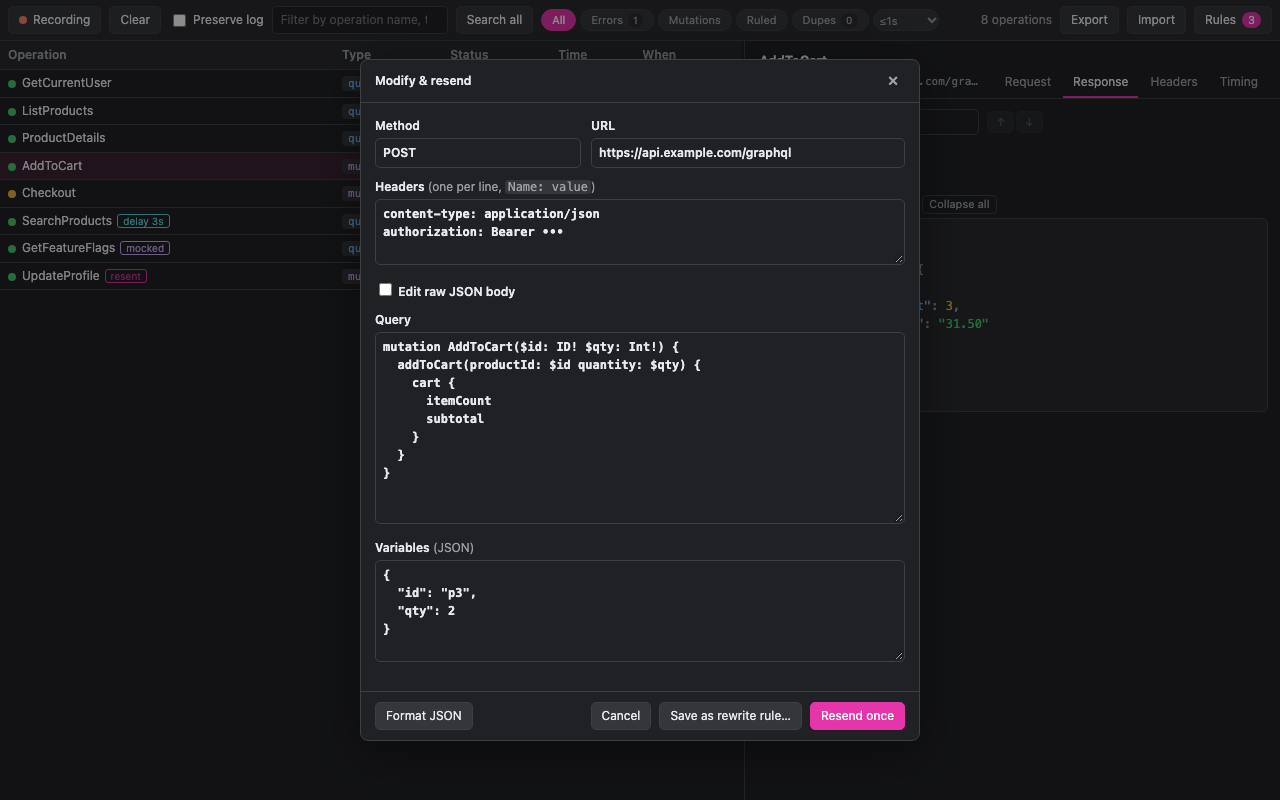 Recording Clear Preserve log Filter by operation name, Search all All Errors 1 Mutations Ruled Dupes 0 ≤1s 8 operations Export Import Rules 3
Operation Type Status Time When
AddToCart
GetCurrentUser
ListProducts
ProductDetails
AddToCart
Checkout
SearchProducts delay 3s
GetFeatureFlags mocked
UpdateProfile resent
.com/gra… Request Response Headers Timing
↑ ↓
Collapse all
{
": 3,
": "31.50"
Modify & resend ×
Method URL
POST https://api.example.com/graphql
Headers (one per line, Name: value)
content-type: application/json
authorization: Bearer •••
Edit raw JSON body
Query
mutation AddToCart($id: ID! $qty: Int!) {
addToCart(productId: $id quantity: $qty) {
cart {
itemCount
subtotal
}
}
}
Variables (JSON)
{
"id": "p3",
"qty": 2
}
Format JSON Cancel Save as rewrite rule… Resend once